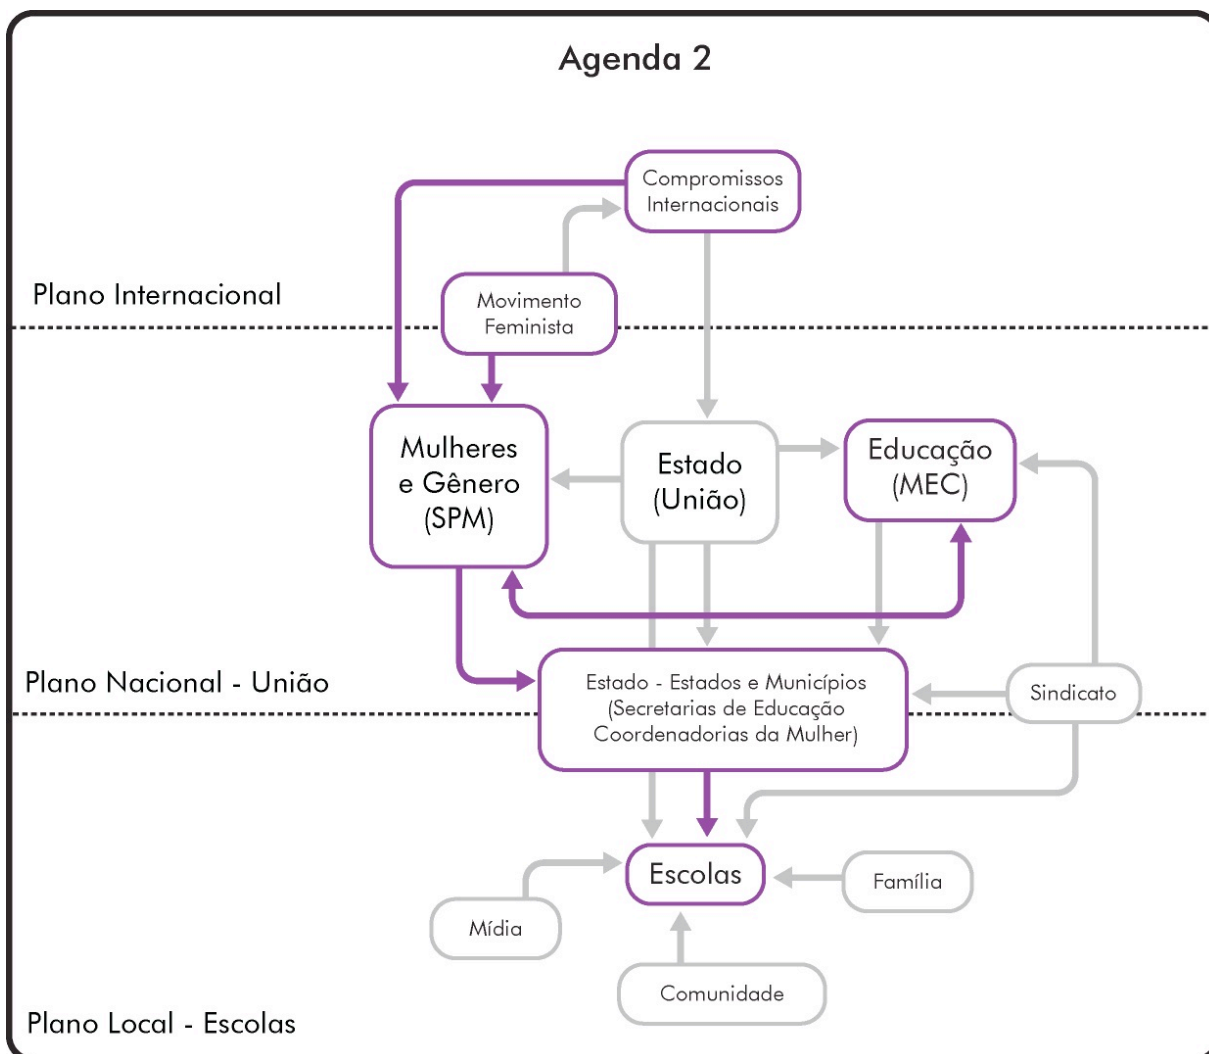 Agenda 2
Compromissos
Internacionais
Plano Internacional
Movimento
Feminista
Mulheres
e Gênero
(SPM)
Estado
(União)
Educação
(MEC)
Plano Nacional - União
Estado - Estados e Municípios
(Secretarias de Educação
Coordenadorias da Mulher)
Sindicato
Escolas
Família
Mídia
Comunidade
Plano Local - Escolas